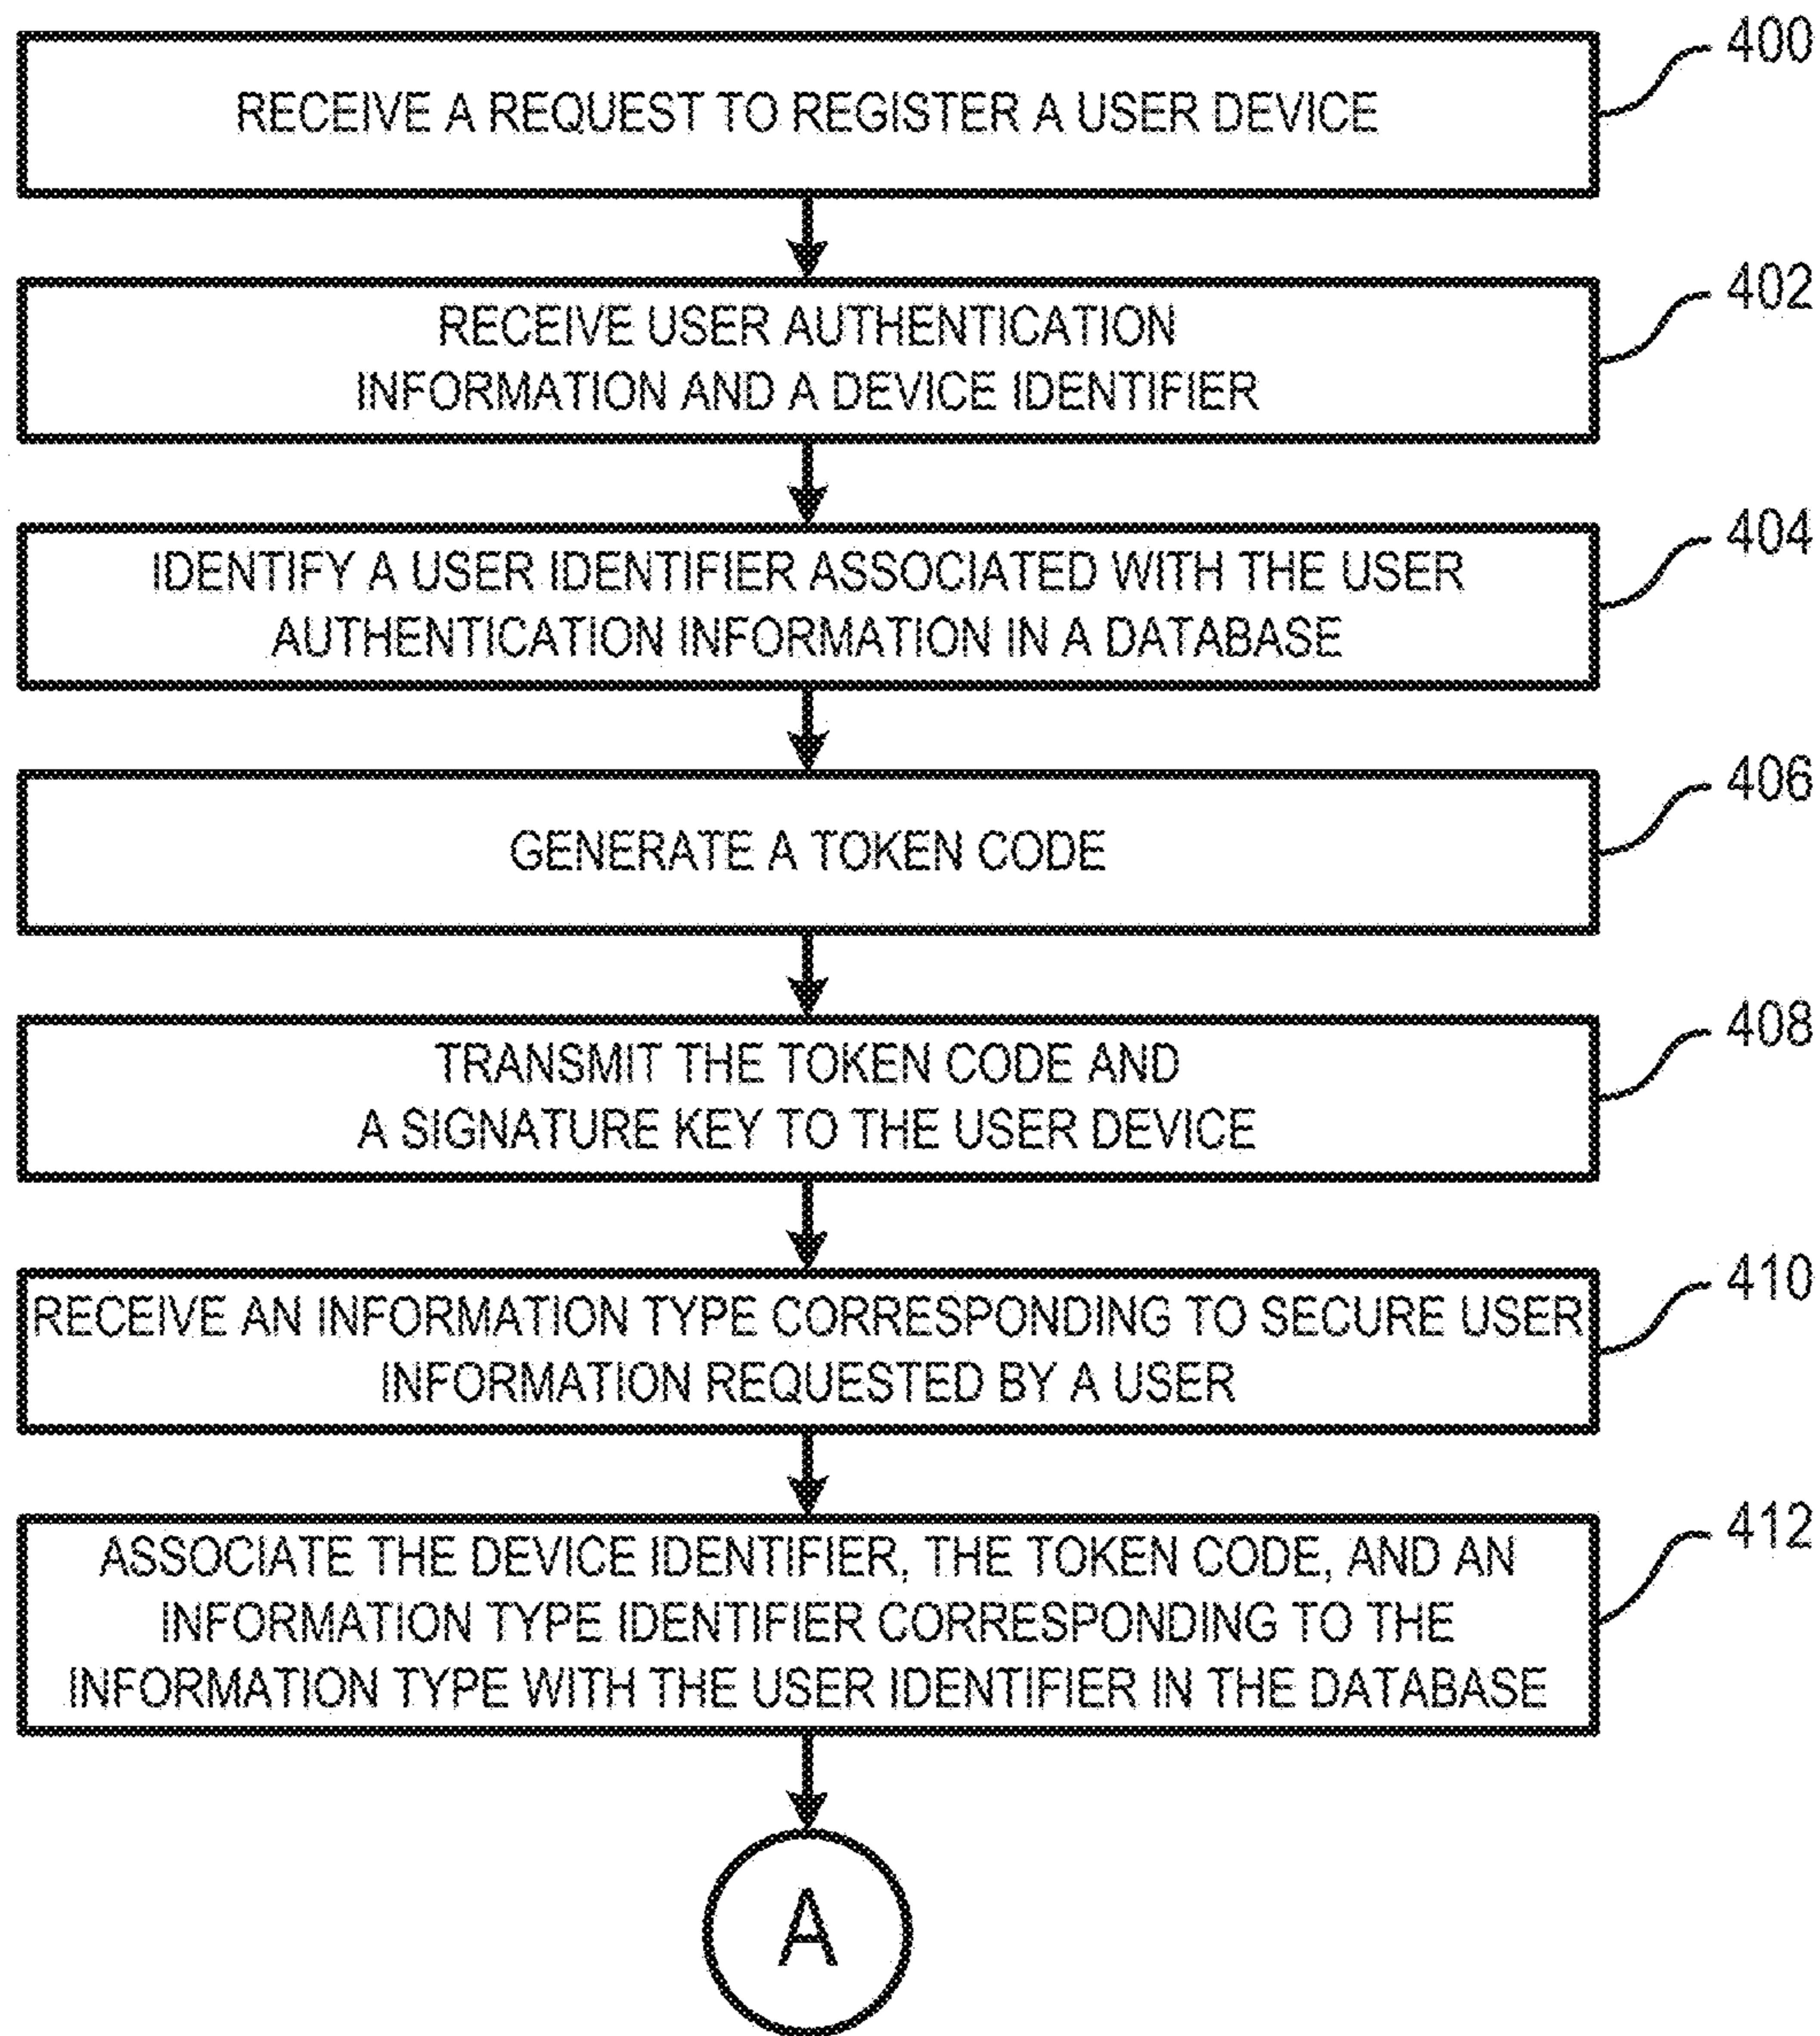 RECEIVE A REQUEST TO REGISTER A USER DEVICE
400
RECEIVE USER AUTHENTICATION
INFORMATION AND A DEVICE IDENTIFIER
402
IDENTIFY A USER IDENTIFIER ASSOCIATED WITH THE USER
AUTHENTICATION INFORMATION IN A DATABASE
404
GENERATE A TOKEN CODE
406
TRANSMIT THE TOKEN CODE AND
A SIGNATURE KEY TO THE USER DEVICE
408
RECEIVE AN INFORMATION TYPE CORRESPONDING TO SECURE USER
INFORMATION REQUESTED BY A USER
410
ASSOCIATE THE DEVICE IDENTIFIER, THE TOKEN CODE, AND AN
INFORMATION TYPE IDENTIFIER CORRESPONDING TO THE
INFORMATION TYPE WITH THE USER IDENTIFIER IN THE DATABASE
412
A